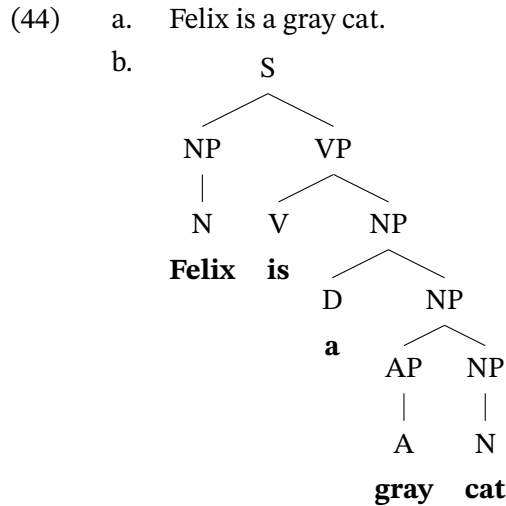 (44) a. Felix is a gray cat.
b.
S
NP VP
N V NP
Felix is
D NP
a
AP NP
A N
gray cat